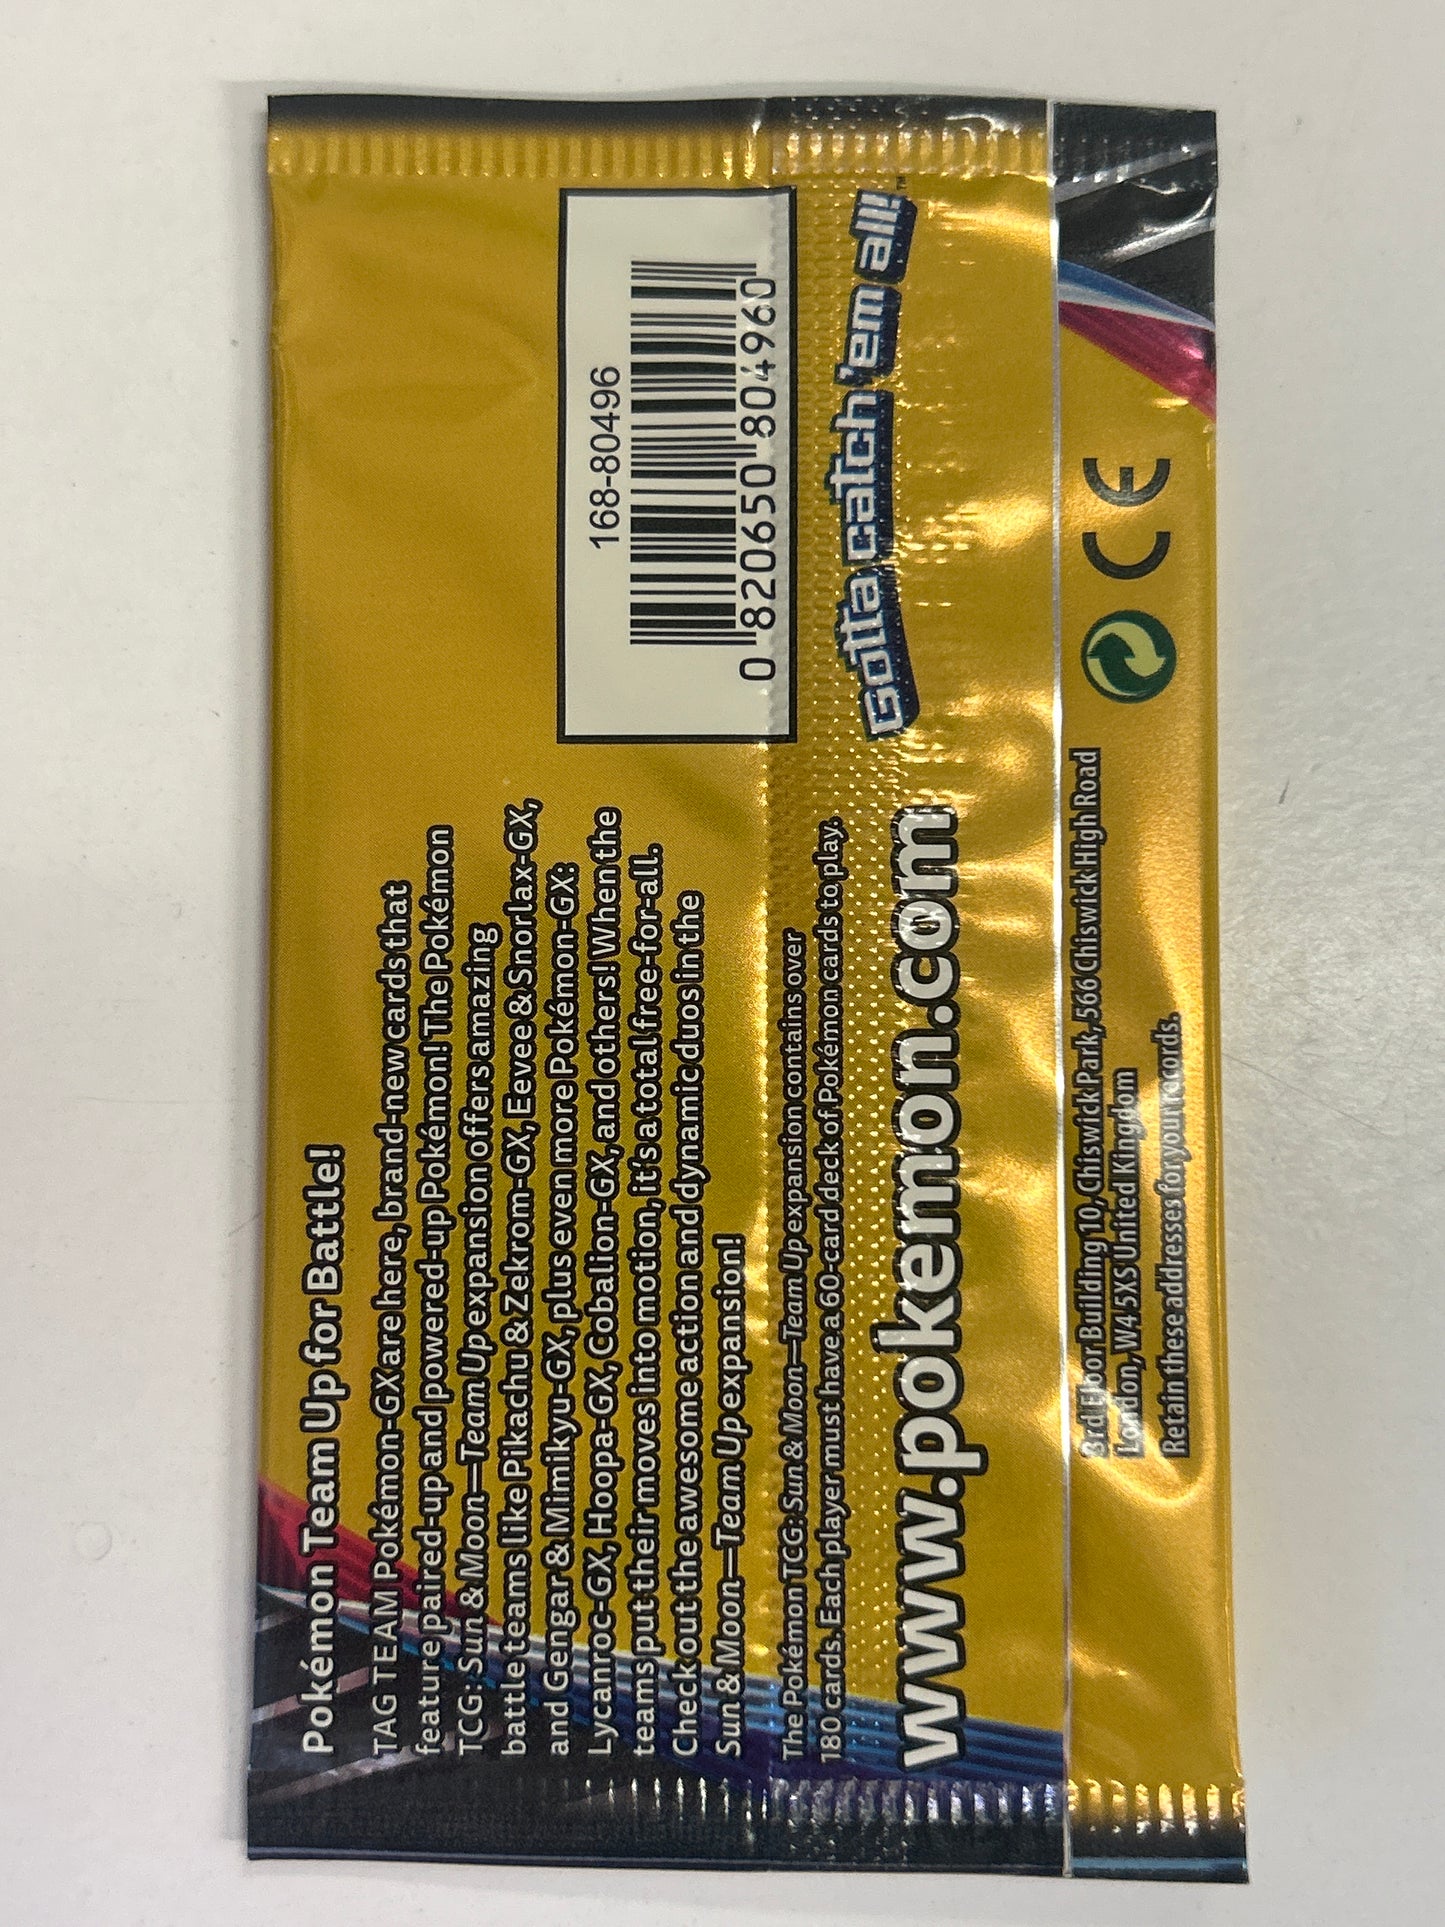 Pokémon Team Up for Battle!
TAG TEAM Pokémon-GX are here, brand-new cards that
feature paired-up and powered-up Pokémon! The Pokémon
TCG: Sun & Moon—Team Up expansion offers amazing
battle teams like Pikachu & Zekrom-GX, Eevee & Snorlax-GX,
and Gengar & Mimikyu-GX, plus even more Pokémon-GX:
Lycanroc-GX, Hoopa-GX, Cobalion-GX, and others! When the
teams put their moves into motion, it's a total free-for-all.
Check out the awesome action and dynamic duos in the
Sun & Moon—Team Up expansion!
168-80496
0 820650 804960
The Pokémon TCG: Sun & Moon—Team Up expansion contains over
180 cards. Each player must have a 60-card deck of Pokémon cards to play.
www.pokemon.com
Gotta catch 'em all!™
3rd Floor Building 10, Chiswick Park, 566 Chiswick High Road
London, W4 5XS United Kingdom
Retain these addresses for your records.
CE